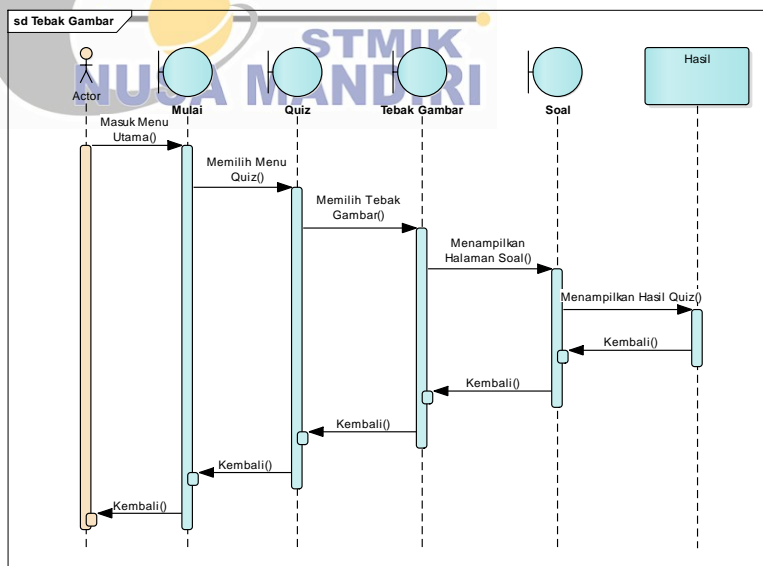 sd Tebak Gambar
STMIK
NUSA MANDIRI
Actor
Mulai
Quiz
Tebak Gambar
Soal
Hasil
Masuk Menu
Utama()
Memilih Menu
Quiz()
Memilih Tebak
Gambar()
Menampilkan
Halaman Soal()
Menampilkan Hasil Quiz()
Kembali()
Kembali()
Kembali()
Kembali()
Kembali()